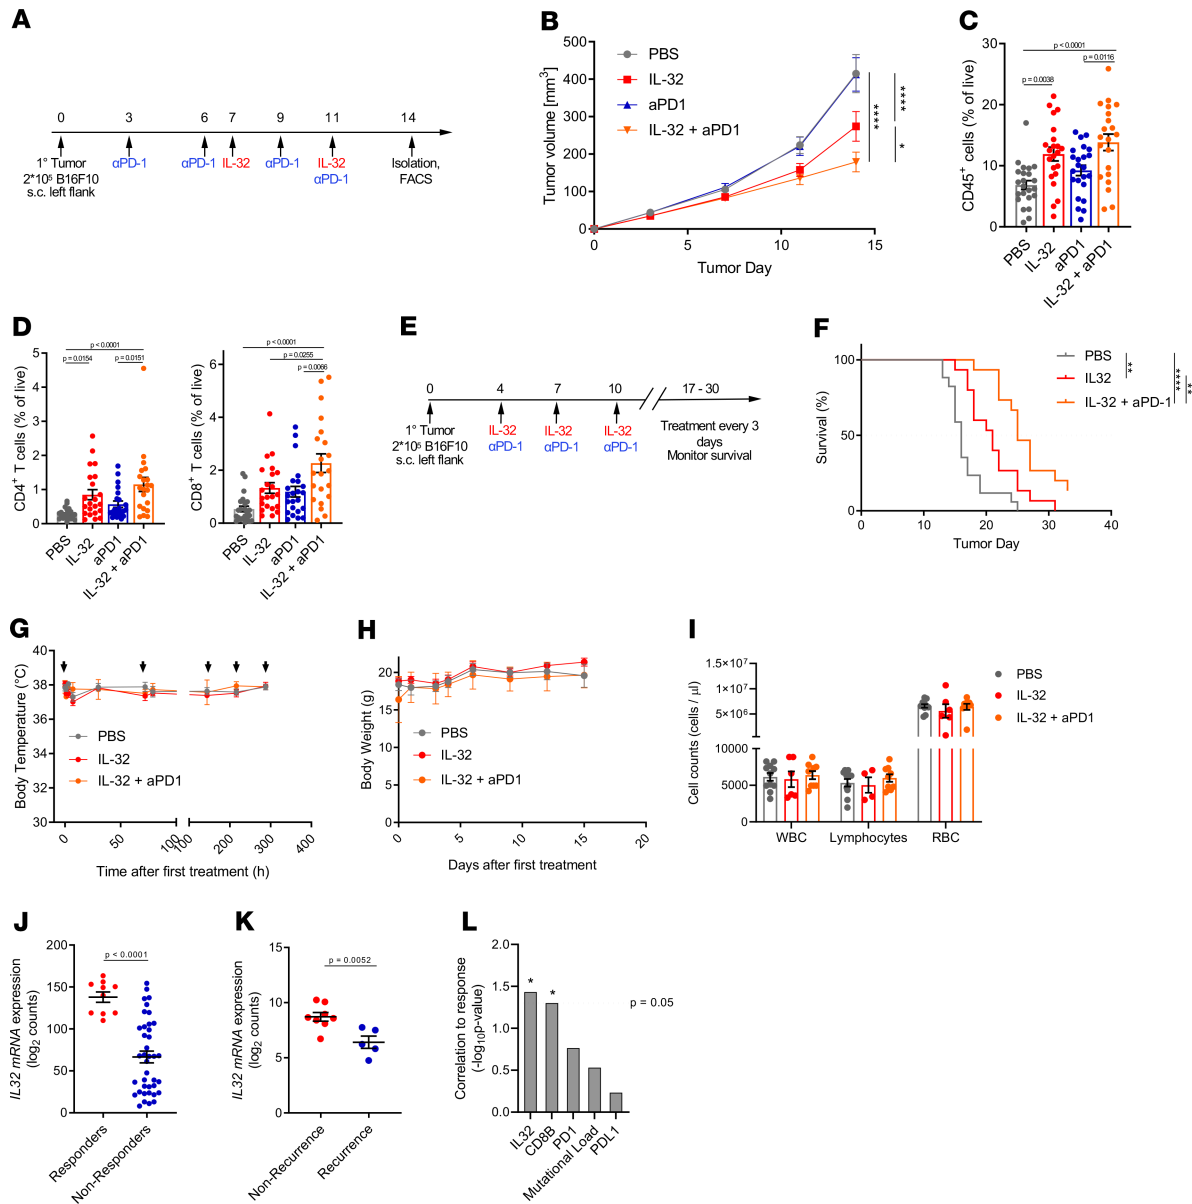 A
0 3 6 7 9 11 14
1° Tumor
2*10⁵ B16F10
s.c. left flank
αPD-1
αPD-1
IL-32
αPD-1
IL-32
αPD-1
Isolation,
FACS
B
Tumor volume [mm³]
500
400
300
200
100
0
0 5 10 15
Tumor Day
PBS
IL-32
aPD1
IL-32 + aPD1
****
****
*
C
CD45⁺ cells (% of live)
30
20
10
0
p < 0.0001
p = 0.0116
p = 0.0038
PBS
IL-32
aPD1
IL-32 + aPD1
D
CD4⁺ T cells (% of live)
5
4
3
2
1
0
p < 0.0001
p = 0.0154
p = 0.0151
PBS
IL-32
aPD1
IL-32 + aPD1
CD8⁺ T cells (% of live)
6
4
2
0
p < 0.0001
p = 0.0255
p = 0.0066
PBS
IL-32
aPD1
IL-32 + aPD1
E
0 4 7 10 17 - 30
1° Tumor
2*10⁵ B16F10
s.c. left flank
IL-32
αPD-1
IL-32
αPD-1
IL-32
αPD-1
Treatment every 3
days
Monitor survival
F
Survival (%)
100
50
0
0 10 20 30 40
Tumor Day
PBS
IL32
IL-32 + aPD-1
**
****
**
G
Body Temperature (°C)
40
38
36
34
32
30
0 50 100 100 200 300 400
Time after first treatment (h)
PBS
IL-32
IL-32 + aPD1
H
Body Weight (g)
20
15
10
5
0
0 5 10 15 20
Days after first treatment
PBS
IL-32
IL-32 + aPD1
I
Cell counts (cells / µl)
1.5×10⁷
1×10⁷
5×10⁶
10000
5000
0
WBC Lymphocytes RBC
PBS
IL-32
IL-32 + aPD1
J
IL32 mRNA expression
(log₂ counts)
200
150
100
50
0
p < 0.0001
Responders
Non-Responders
K
IL32 mRNA expression
(log₂ counts)
15
10
5
0
p = 0.0052
Non-Recurrence
Recurrence
L
Correlation to response
(-log₁₀p-value)
2.0
1.5
1.0
0.5
0.0
*
*
p = 0.05
IL32
CD8B
PD1
Mutational Load
PDL1